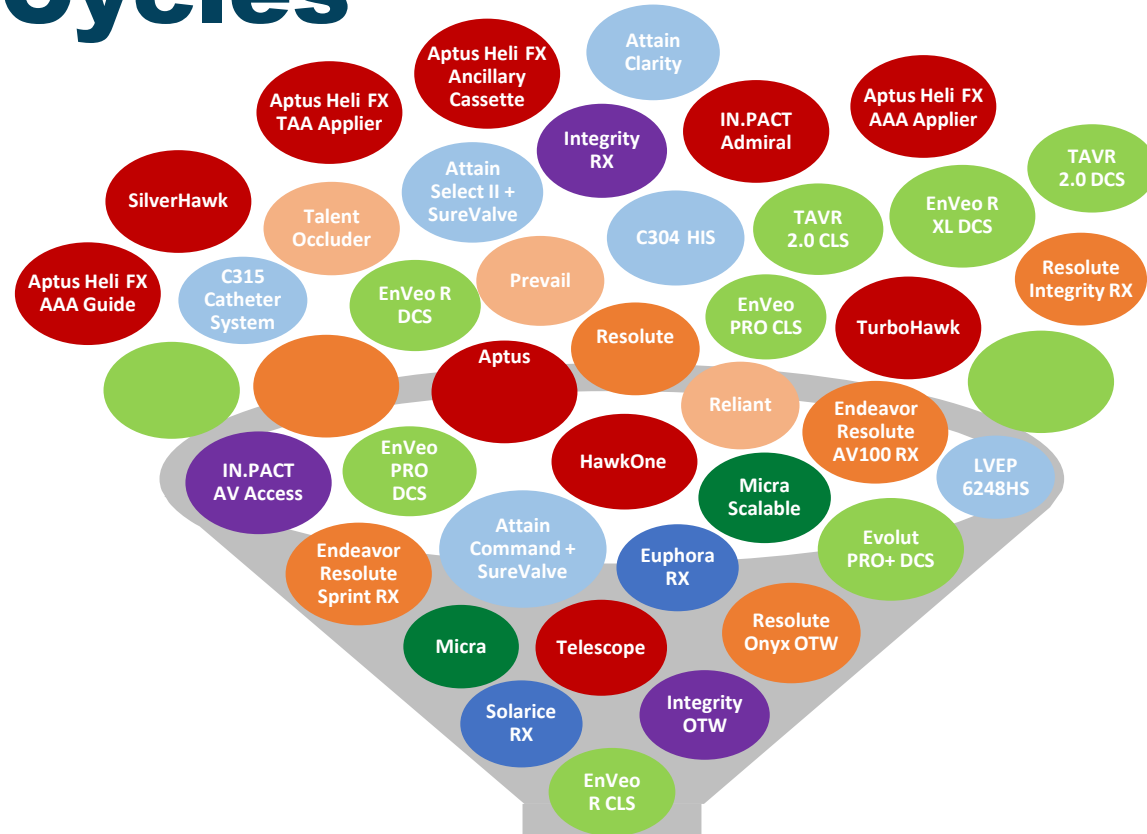 Cycles
Aptus Heli FX
Ancillary
Cassette
Attain
Clarity
Aptus Heli FX
TAA Applier
Integrity
RX
IN.PACT
Admiral
Aptus Heli FX
AAA Applier
TAVR
2.0 DCS
SilverHawk
Talent
Occluder
Attain
Select II +
SureValve
C304 HIS
TAVR
2.0 CLS
EnVeo R
XL DCS
Aptus Heli FX
AAA Guide
C315
Catheter
System
EnVeo R
DCS
Prevail
Resolute
EnVeo
PRO CLS
TurboHawk
Resolute
Integrity RX
Aptus
Reliant
Endeavor
Resolute
AV100 RX
IN.PACT
AV Access
EnVeo
PRO
DCS
HawkOne
Micra
Scalable
LVEP
6248HS
Endeavor
Resolute
Sprint RX
Attain
Command +
SureValve
Euphora
RX
Evolut
PRO+ DCS
Micra
Telescope
Resolute
Onyx OTW
Solarice
RX
Integrity
OTW
EnVeo
R CLS